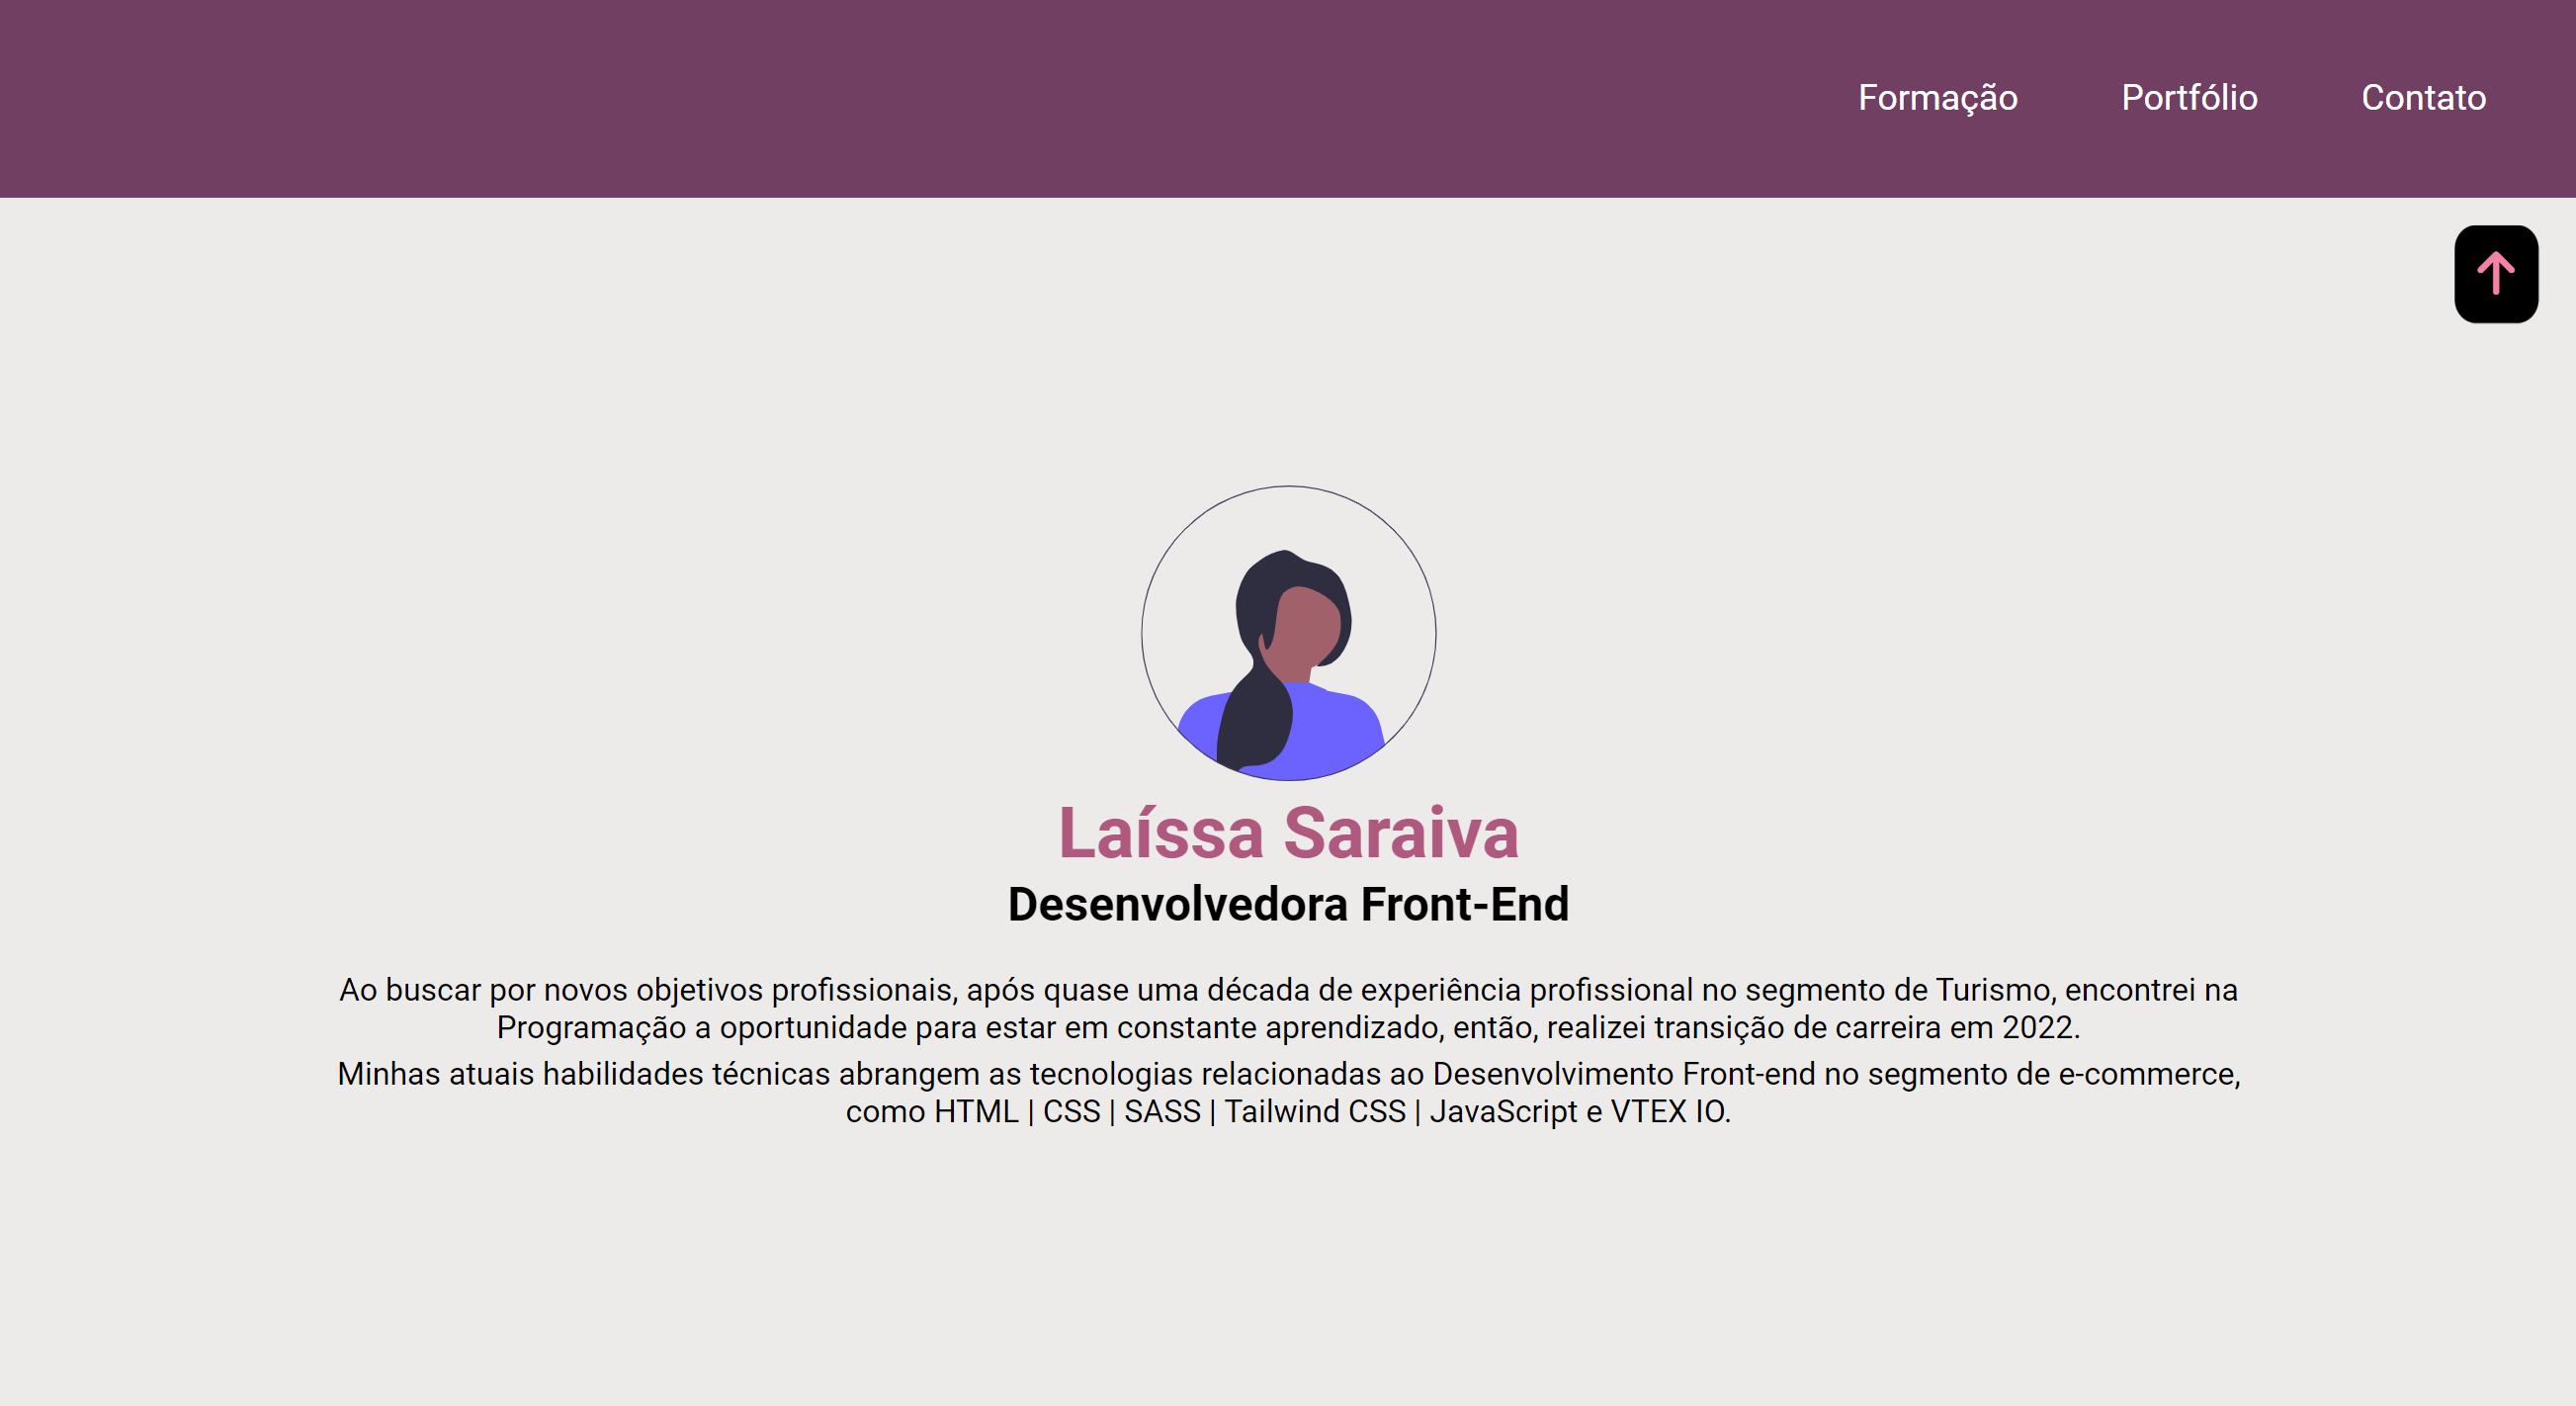 Formação Portfólio Contato
Laíssa Saraiva
Desenvolvedora Front-End
Ao buscar por novos objetivos profissionais, após quase uma década de experiência profissional no segmento de Turismo, encontrei na
Programação a oportunidade para estar em constante aprendizado, então, realizei transição de carreira em 2022.
Minhas atuais habilidades técnicas abrangem as tecnologias relacionadas ao Desenvolvimento Front-end no segmento de e-commerce,
como HTML | CSS | SASS | Tailwind CSS | JavaScript e VTEX IO.